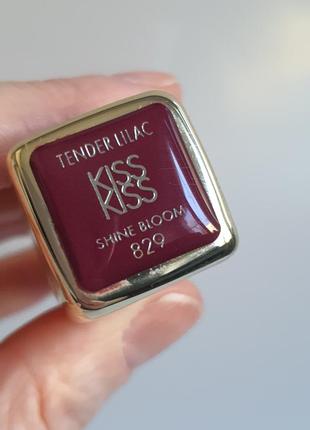 TENDER LILAC
KISS
KISS
SHINE BLOOM
829